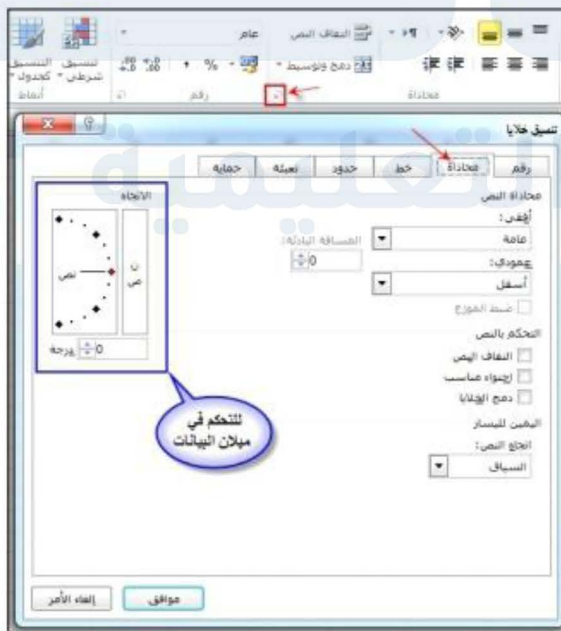 التفاف النص
عام
دمج وتوسيط
%
تنسيق شرطي
التنسيق كجدول
محاذاة
رقم
أنماط
تنسيق خلايا
رقم
محاذاة
خط
حدود
تعبئة
حماية
محاذاة النص
أفقي:
عامة
المسافة البادئة:
0
عمودي:
أسفل
ضبط الموزع
التحكم بالنص
التفاف النص
احتواء مناسب
دمج الخلايا
اليمين لليسار
اتجاه النص:
السياق
الاتجاه
ن
ص
نص
0
درجة
للتحكم في
ميلان البيانات
موافق
إلغاء الأمر
التعليمية